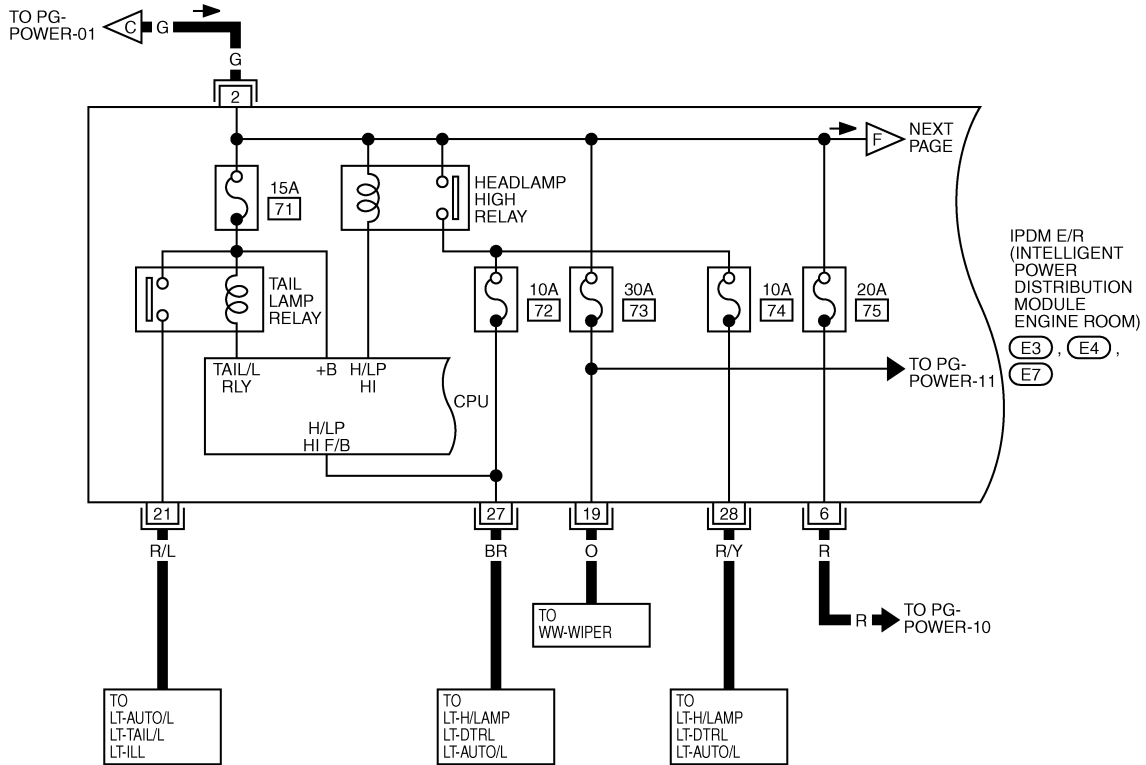 TO PG-
POWER-01
C
G
G
2
F
NEXT
PAGE
15A
71
HEADLAMP
HIGH
RELAY
TAIL
LAMP
RELAY
10A
72
30A
73
10A
74
20A
75
IPDM E/R
(INTELLIGENT
POWER
DISTRIBUTION
MODULE
ENGINE ROOM)
E3 , E4 ,
E7
TAIL/L
RLY
+B
H/LP
HI
CPU
H/LP
HI F/B
TO PG-
POWER-11
21
27
19
28
6
R/L
BR
O
R/Y
R
TO
WW-WIPER
R
TO PG-
POWER-10
TO
LT-AUTO/L
LT-TAIL/L
LT-ILL
TO
LT-H/LAMP
LT-DTRL
LT-AUTO/L
TO
LT-H/LAMP
LT-DTRL
LT-AUTO/L